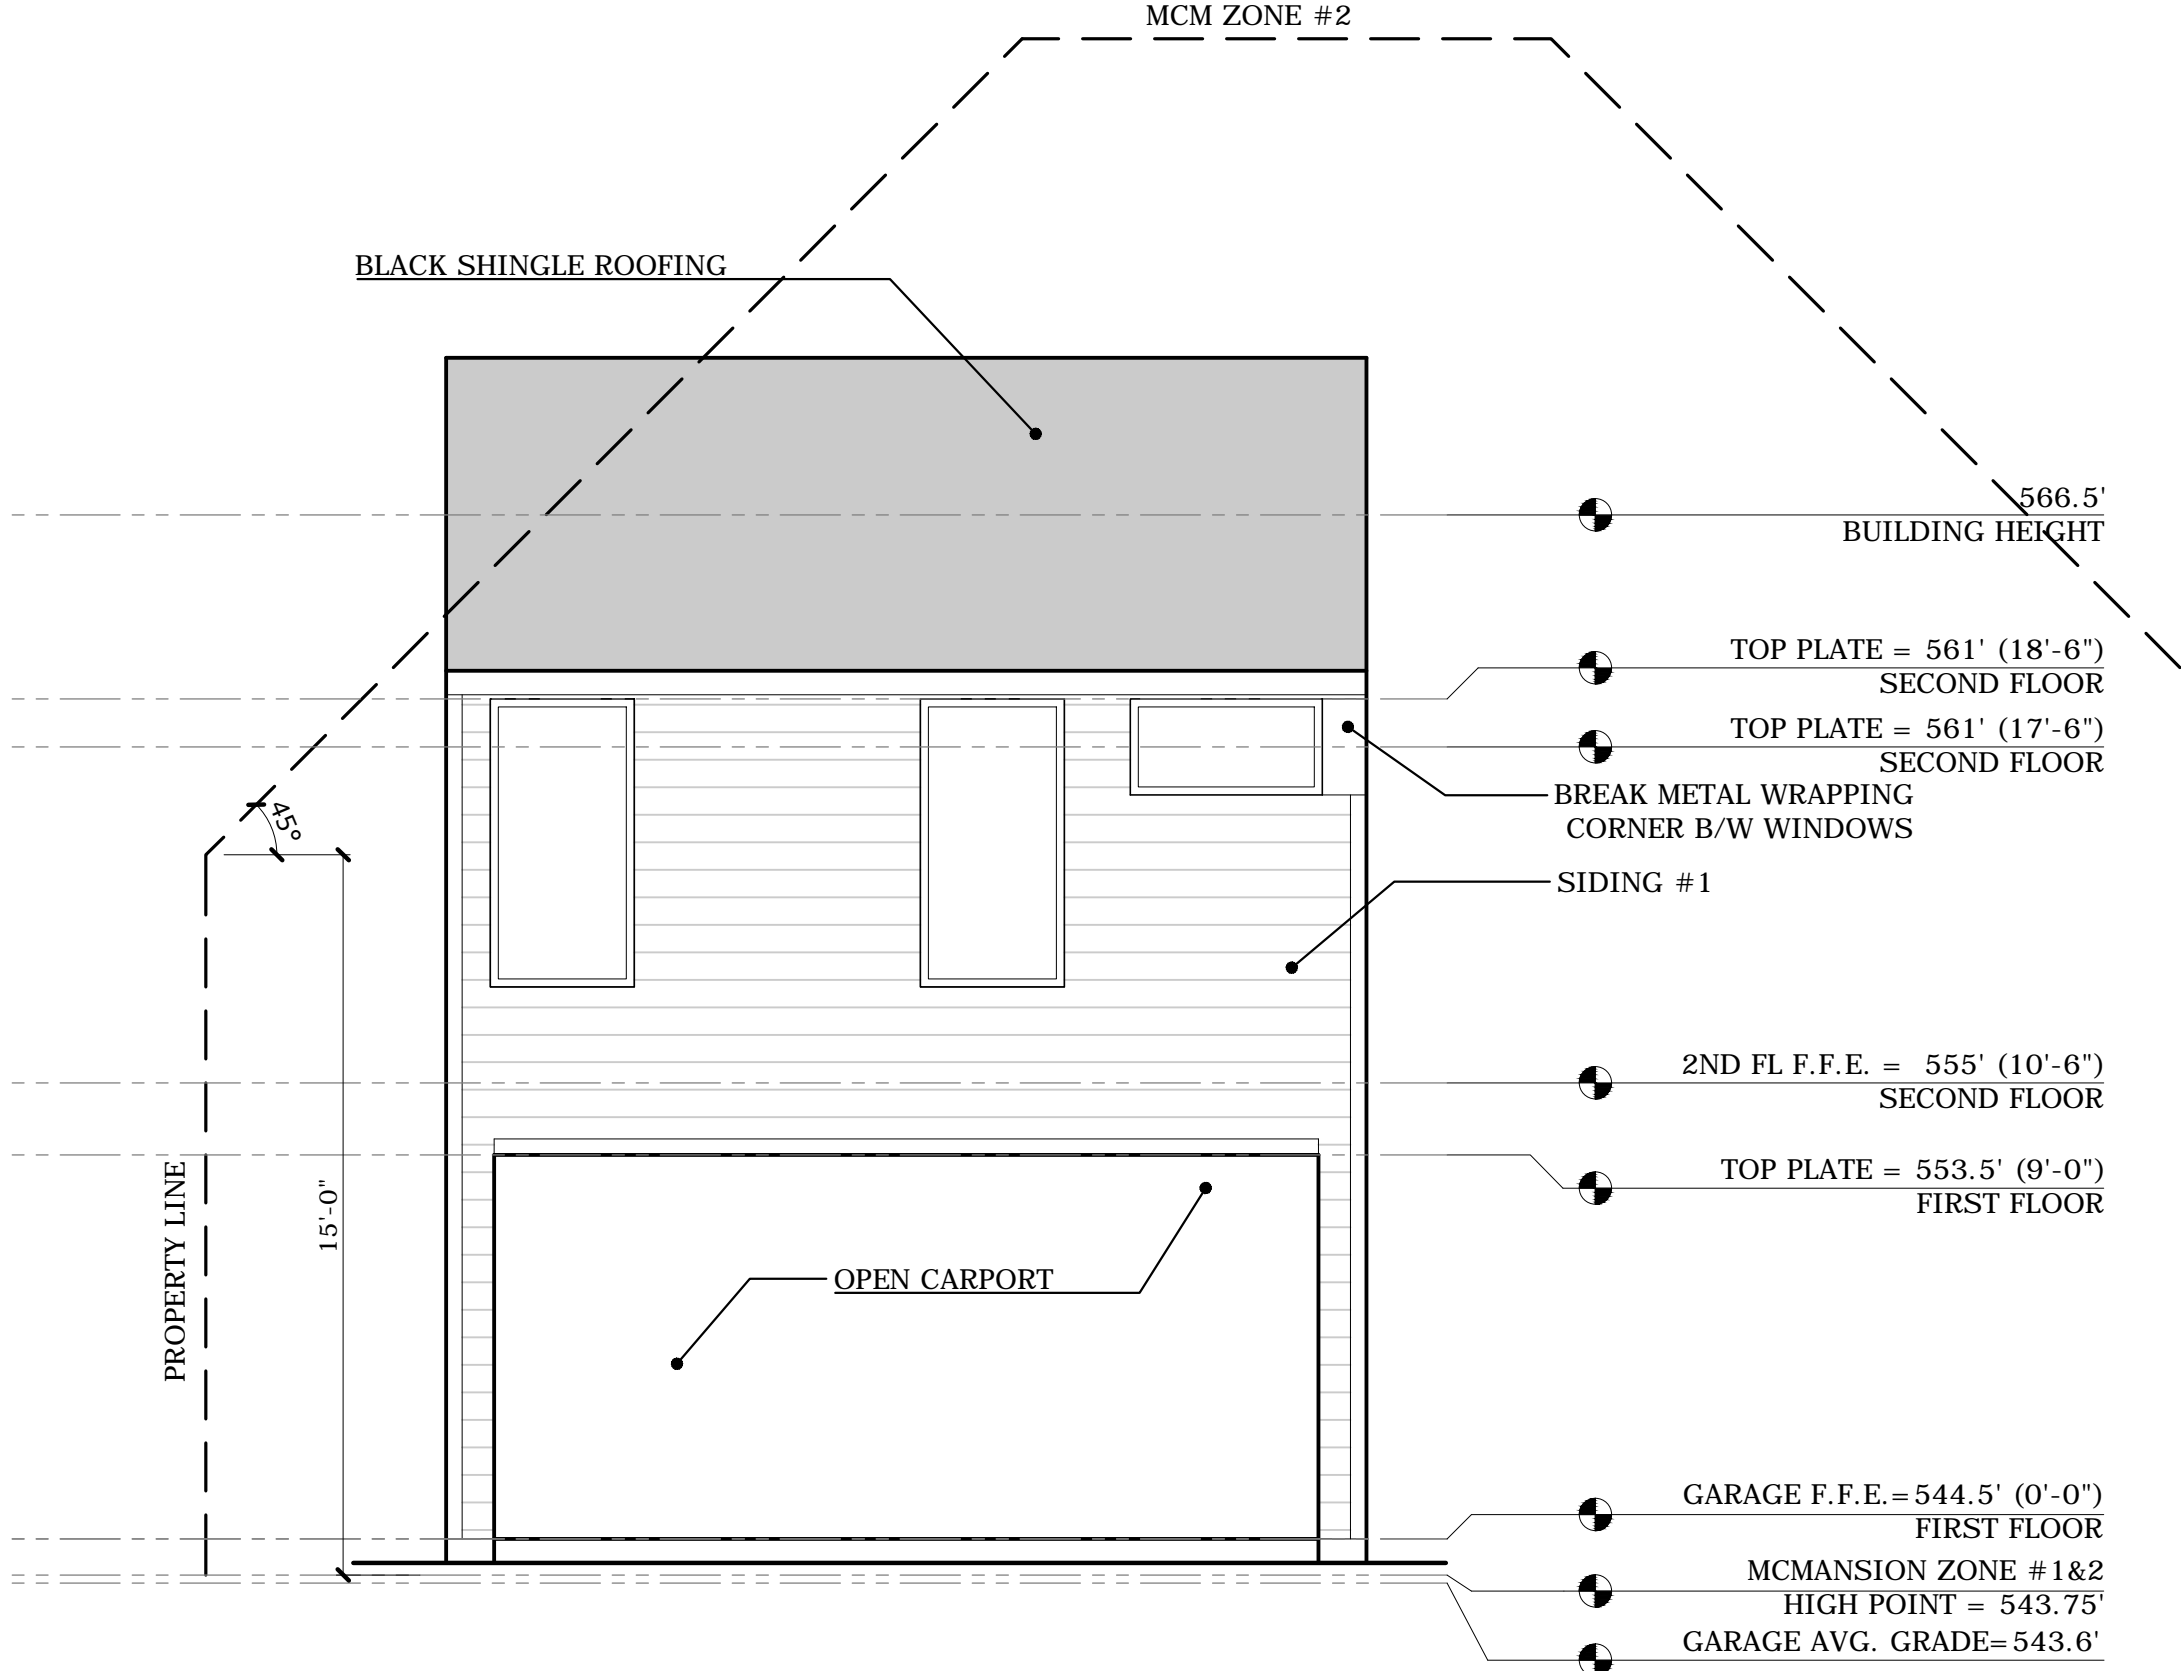 MCM ZONE #2
BLACK SHINGLE ROOFING
566.5'
BUILDING HEIGHT
TOP PLATE = 561' (18'-6")
SECOND FLOOR
TOP PLATE = 561' (17'-6")
SECOND FLOOR
BREAK METAL WRAPPING
CORNER B/W WINDOWS
45°
SIDING #1
2ND FL F.F.E. = 555' (10'-6")
SECOND FLOOR
TOP PLATE = 553.5' (9'-0")
FIRST FLOOR
PROPERTY LINE
15'-0"
OPEN CARPORT
GARAGE F.F.E.=544.5' (0'-0")
FIRST FLOOR
MCMANSION ZONE #1&2
HIGH POINT = 543.75'
GARAGE AVG. GRADE=543.6'